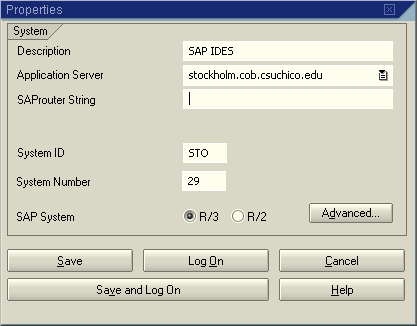 Properties
System
Description SAP IDES
Application Server stockholm.cob.csuchico.edu
SAProuter String
System ID STO
System Number 29
SAP System R/3 R/2 Advanced...
Save Log On Cancel
Save and Log On Help